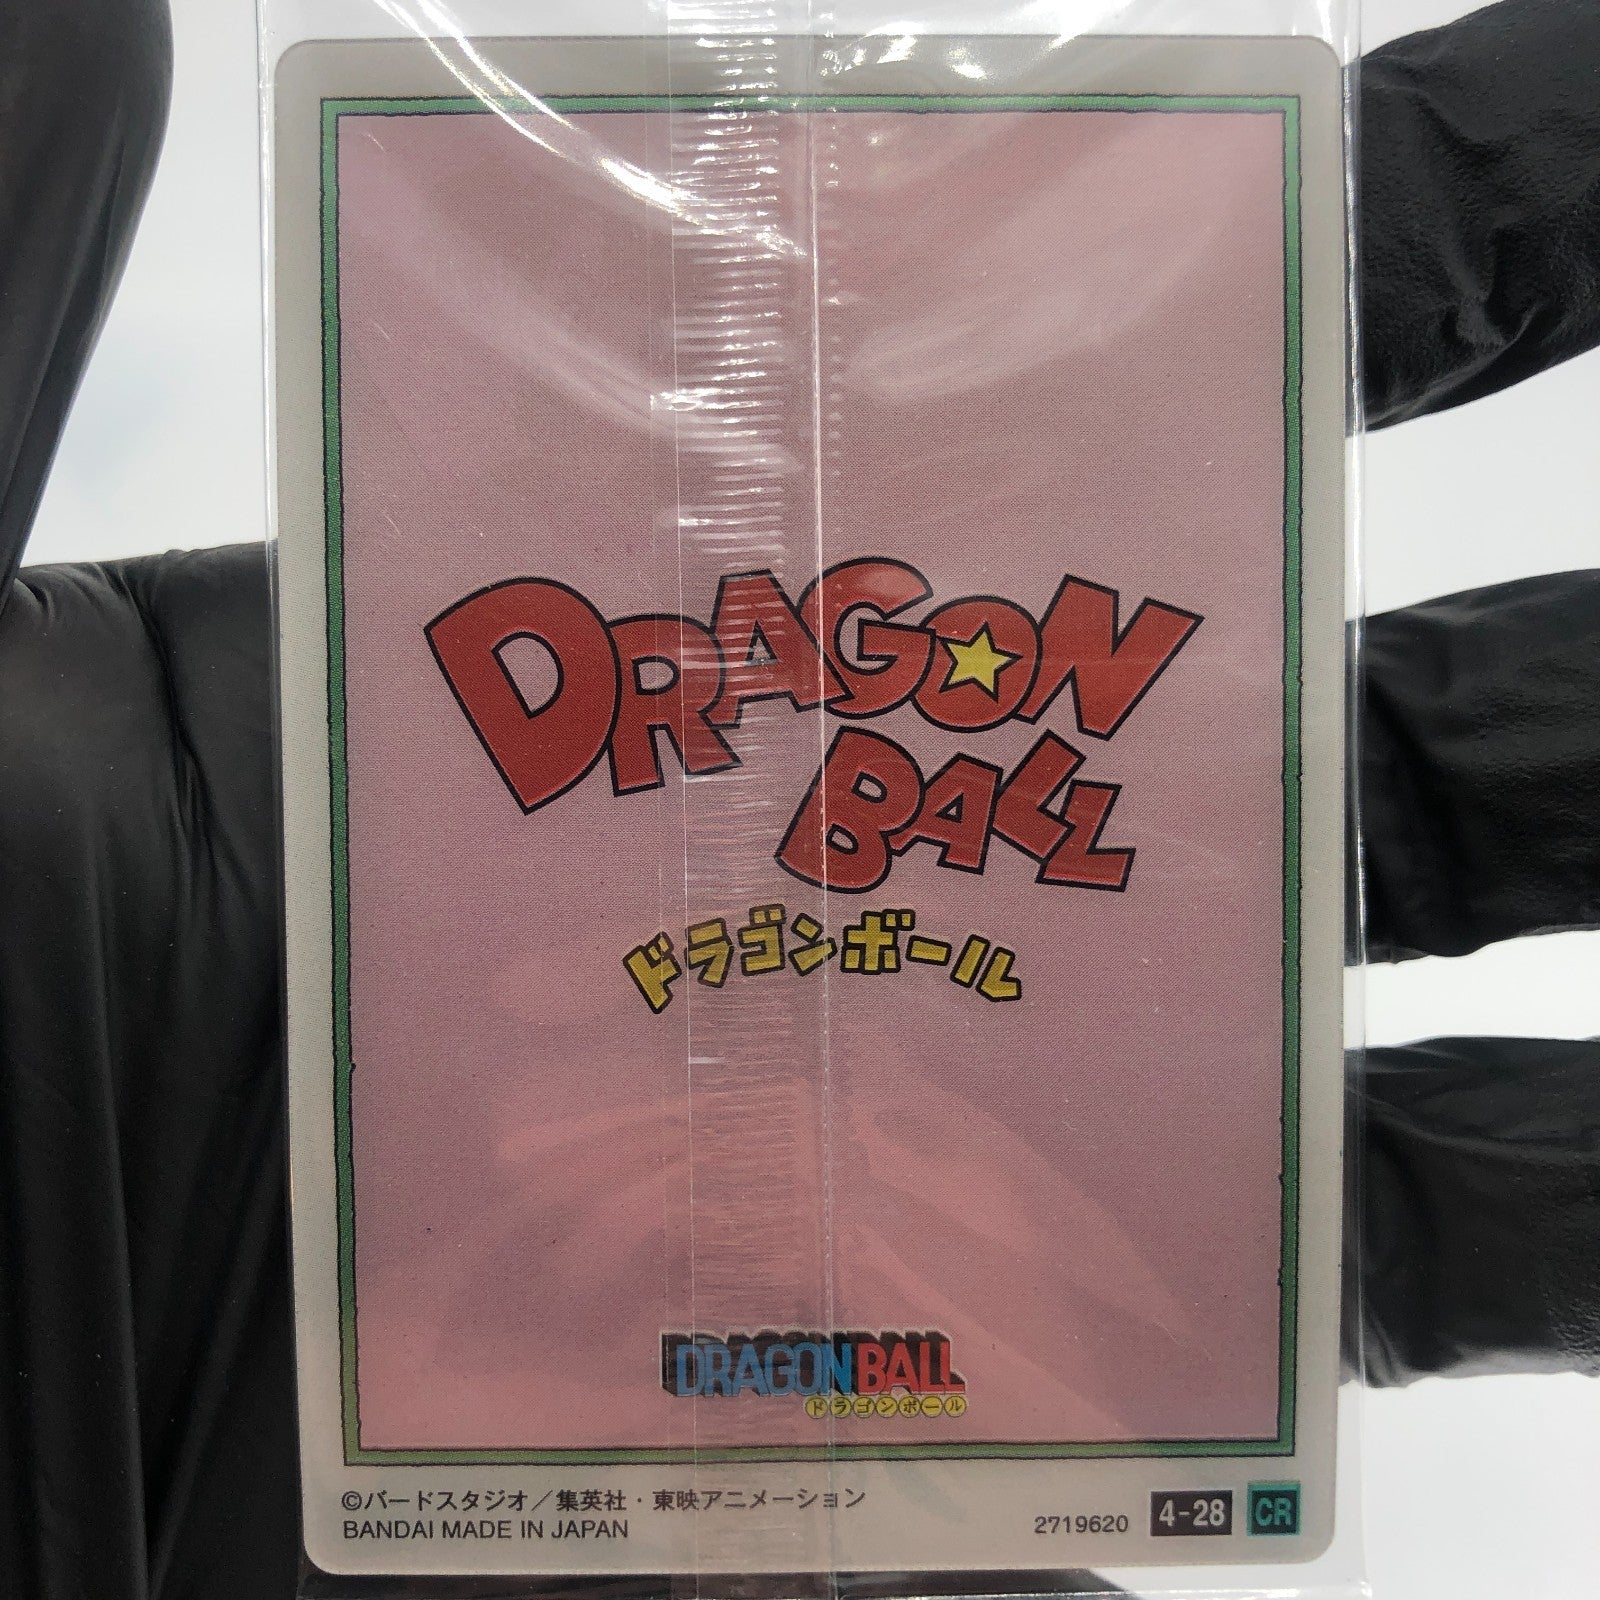 DRAGON
BALL
ドラゴンボール
DRAGON BALL
ドラゴンボール
©バードスタジオ／集英社・東映アニメーション
BANDAI MADE IN JAPAN
2719620 4-28 CR